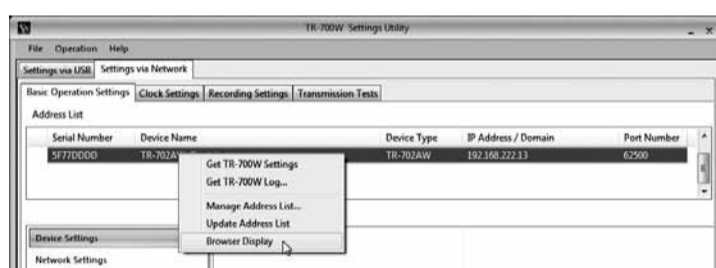 TR-700W Settings Utility
File Operation Help
Settings via USB Settings via Network
Basic Operation Settings Clock Settings Recording Settings Transmission Tests
Address List
Serial Number Device Name Device Type IP Address / Domain Port Number
5F77DDDD TR-702AW TR-702AW 192.168.222.13 62500
Get TR-700W Settings
Get TR-700W Log...
Manage Address List...
Update Address List
Device Settings Browser Display
Network Settings